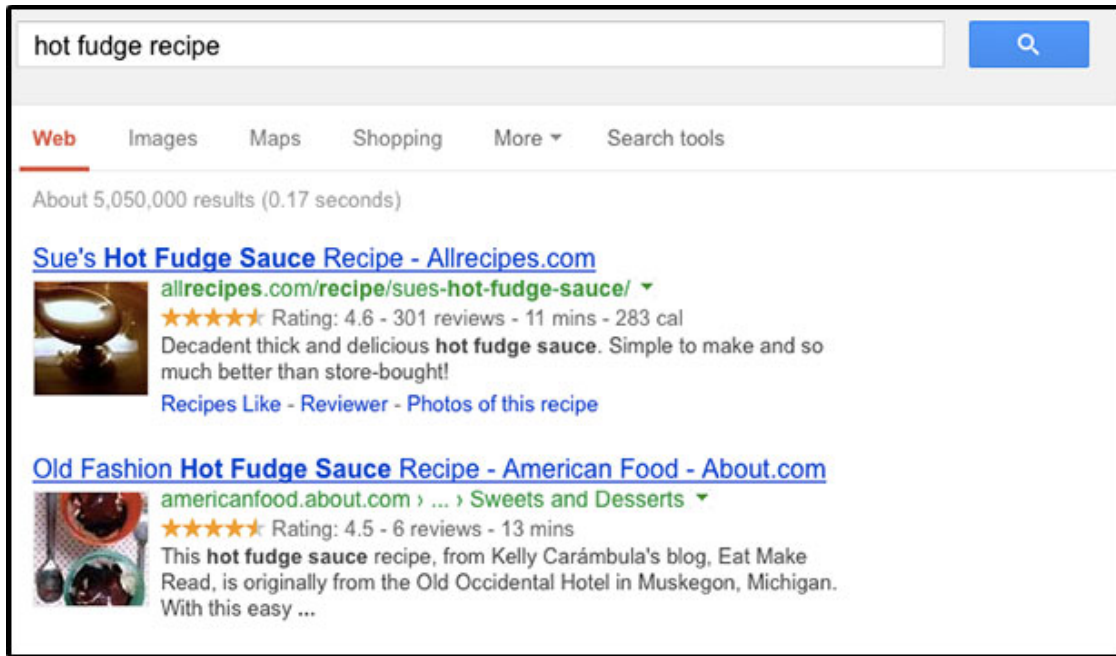 hot fudge recipe
Web Images Maps Shopping More Search tools
About 5,050,000 results (0.17 seconds)
Sue's Hot Fudge Sauce Recipe - Allrecipes.com
allrecipes.com/recipe/sues-hot-fudge-sauce/
Rating: 4.6 - 301 reviews - 11 mins - 283 cal
Decadent thick and delicious hot fudge sauce. Simple to make and so
much better than store-bought!
Recipes Like - Reviewer - Photos of this recipe
Old Fashion Hot Fudge Sauce Recipe - American Food - About.com
americanfood.about.com › ... › Sweets and Desserts
Rating: 4.5 - 6 reviews - 13 mins
This hot fudge sauce recipe, from Kelly Carámbula's blog, Eat Make
Read, is originally from the Old Occidental Hotel in Muskegon, Michigan.
With this easy ...